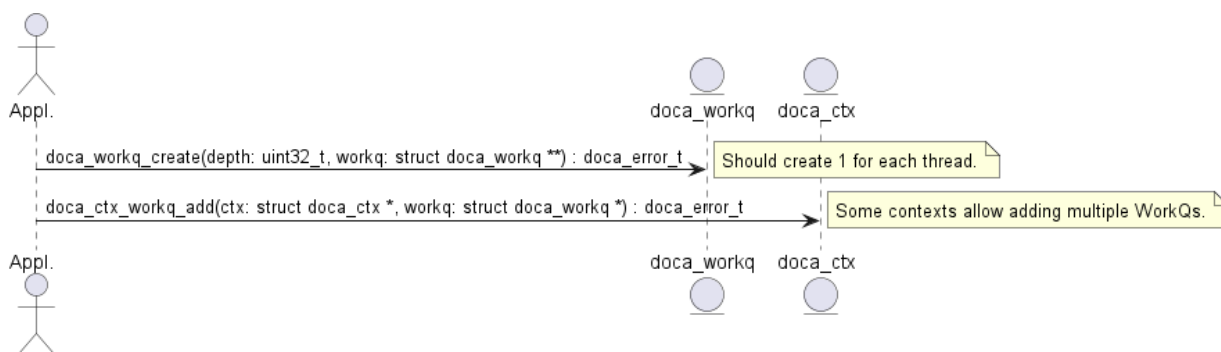 Appl.
doca_workq
doca_ctx
doca_workq_create(depth: uint32_t, workq: struct doca_workq **) : doca_error_t
Should create 1 for each thread.
doca_ctx_workq_add(ctx: struct doca_ctx *, workq: struct doca_workq *) : doca_error_t
Some contexts allow adding multiple WorkQs.
Appl.
doca_workq
doca_ctx